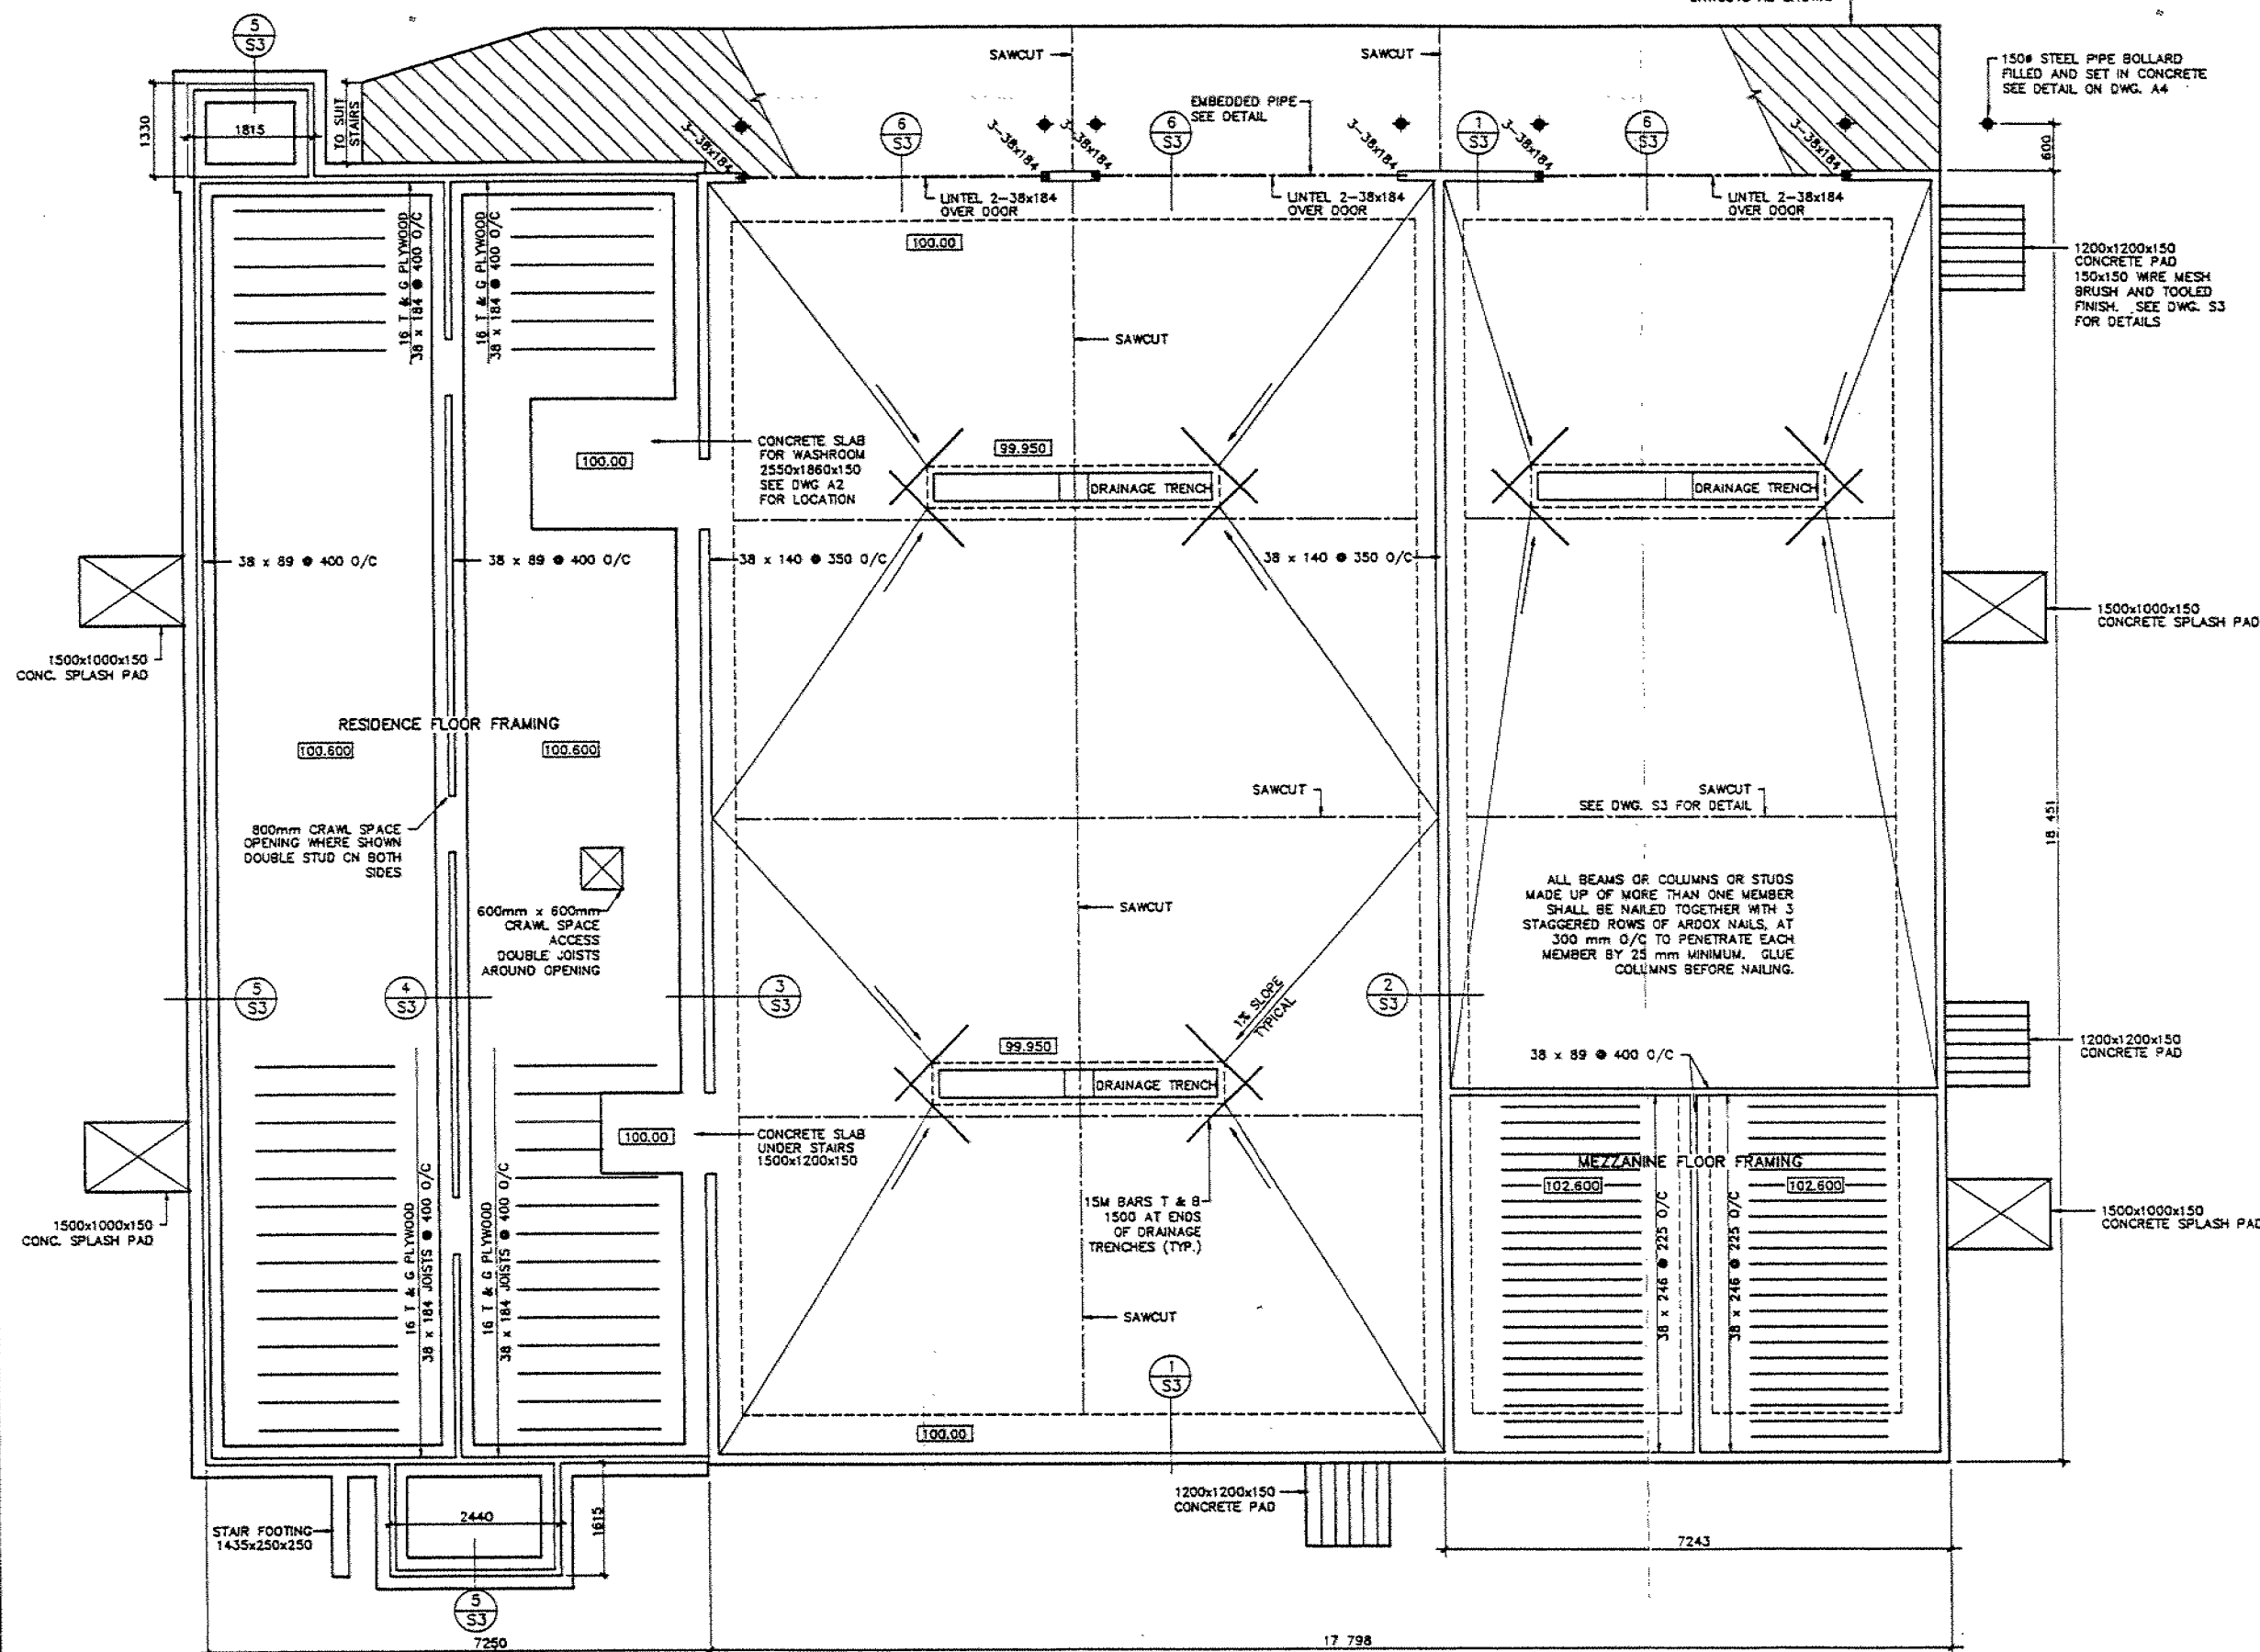 5
S3
SAWCUT
SAWCUT
150ø STEEL PIPE BOLLARD
FILLED AND SET IN CONCRETE
SEE DETAIL ON DWG. A4
1330
1815
TO SUIT
STAIRS
3-38x184
6
S3
3-38x184
3-38x184
6
S3
EMBEDDED PIPE
SEE DETAIL
3-38x184
1
S3
3-38x184
6
S3
3-38x184
600
LINTEL 2-38x184
OVER DOOR
LINTEL 2-38x184
OVER DOOR
LINTEL 2-38x184
OVER DOOR
16 T & G PLYWOOD
38 x 184 @ 400 O/C
16 T & G PLYWOOD
38 x 184 @ 400 O/C
100.00
1200x1200x150
CONCRETE PAD
150x150 WIRE MESH
BRUSH AND TOOLED
FINISH. SEE DWG. S3
FOR DETAILS
SAWCUT
100.00
CONCRETE SLAB
FOR WASHROOM
2550x1860x150
SEE DWG A2
FOR LOCATION
99.950
DRAINAGE TRENCH
DRAINAGE TRENCH
38 x 89 @ 400 O/C
38 x 89 @ 400 O/C
38 x 140 @ 350 O/C
38 x 140 @ 350 O/C
1500x1000x150
CONC. SPLASH PAD
1500x1000x150
CONCRETE SPLASH PAD
RESIDENCE FLOOR FRAMING
100.600
100.600
SAWCUT
SAWCUT
SEE DWG. S3 FOR DETAIL
18 451
800mm CRAWL SPACE
OPENING WHERE SHOWN
DOUBLE STUD ON BOTH
SIDES
600mm x 600mm
CRAWL SPACE
ACCESS
DOUBLE JOISTS
AROUND OPENING
SAWCUT
ALL BEAMS OR COLUMNS OR STUDS
MADE UP OF MORE THAN ONE MEMBER
SHALL BE NAILED TOGETHER WITH 3
STAGGERED ROWS OF ARDOX NAILS, AT
300 mm O/C TO PENETRATE EACH
MEMBER BY 25 mm MINIMUM. GLUE
COLUMNS BEFORE NAILING.
5
S3
4
S3
3
S3
2
S3
1% SLOPE
TYPICAL
99.950
DRAINAGE TRENCH
38 x 89 @ 400 O/C
1200x1200x150
CONCRETE PAD
100.00
CONCRETE SLAB
UNDER STAIRS
1500x1200x150
16 T & G PLYWOOD
38 x 184 JOISTS @ 400 O/C
16 T & G PLYWOOD
38 x 184 JOISTS @ 400 O/C
15M BARS T & B
1500 AT ENDS
OF DRAINAGE
TRENCHES (TYP.)
MEZZANINE FLOOR FRAMING
102.600
102.600
38 x 246 @ 225 O/C
38 x 246 @ 225 O/C
1500x1000x150
CONC. SPLASH PAD
1500x1000x150
CONCRETE SPLASH PAD
SAWCUT
1
S3
100.00
1200x1200x150
CONCRETE PAD
STAIR FOOTING
1435x250x250
2440
1615
5
S3
7243
7250
17 798